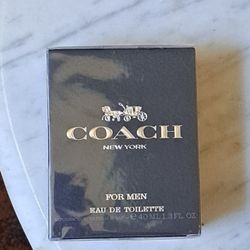 COACH
NEW YORK
FOR MEN
EAU DE TOILETTE
40 ML 1.3 FL OZ